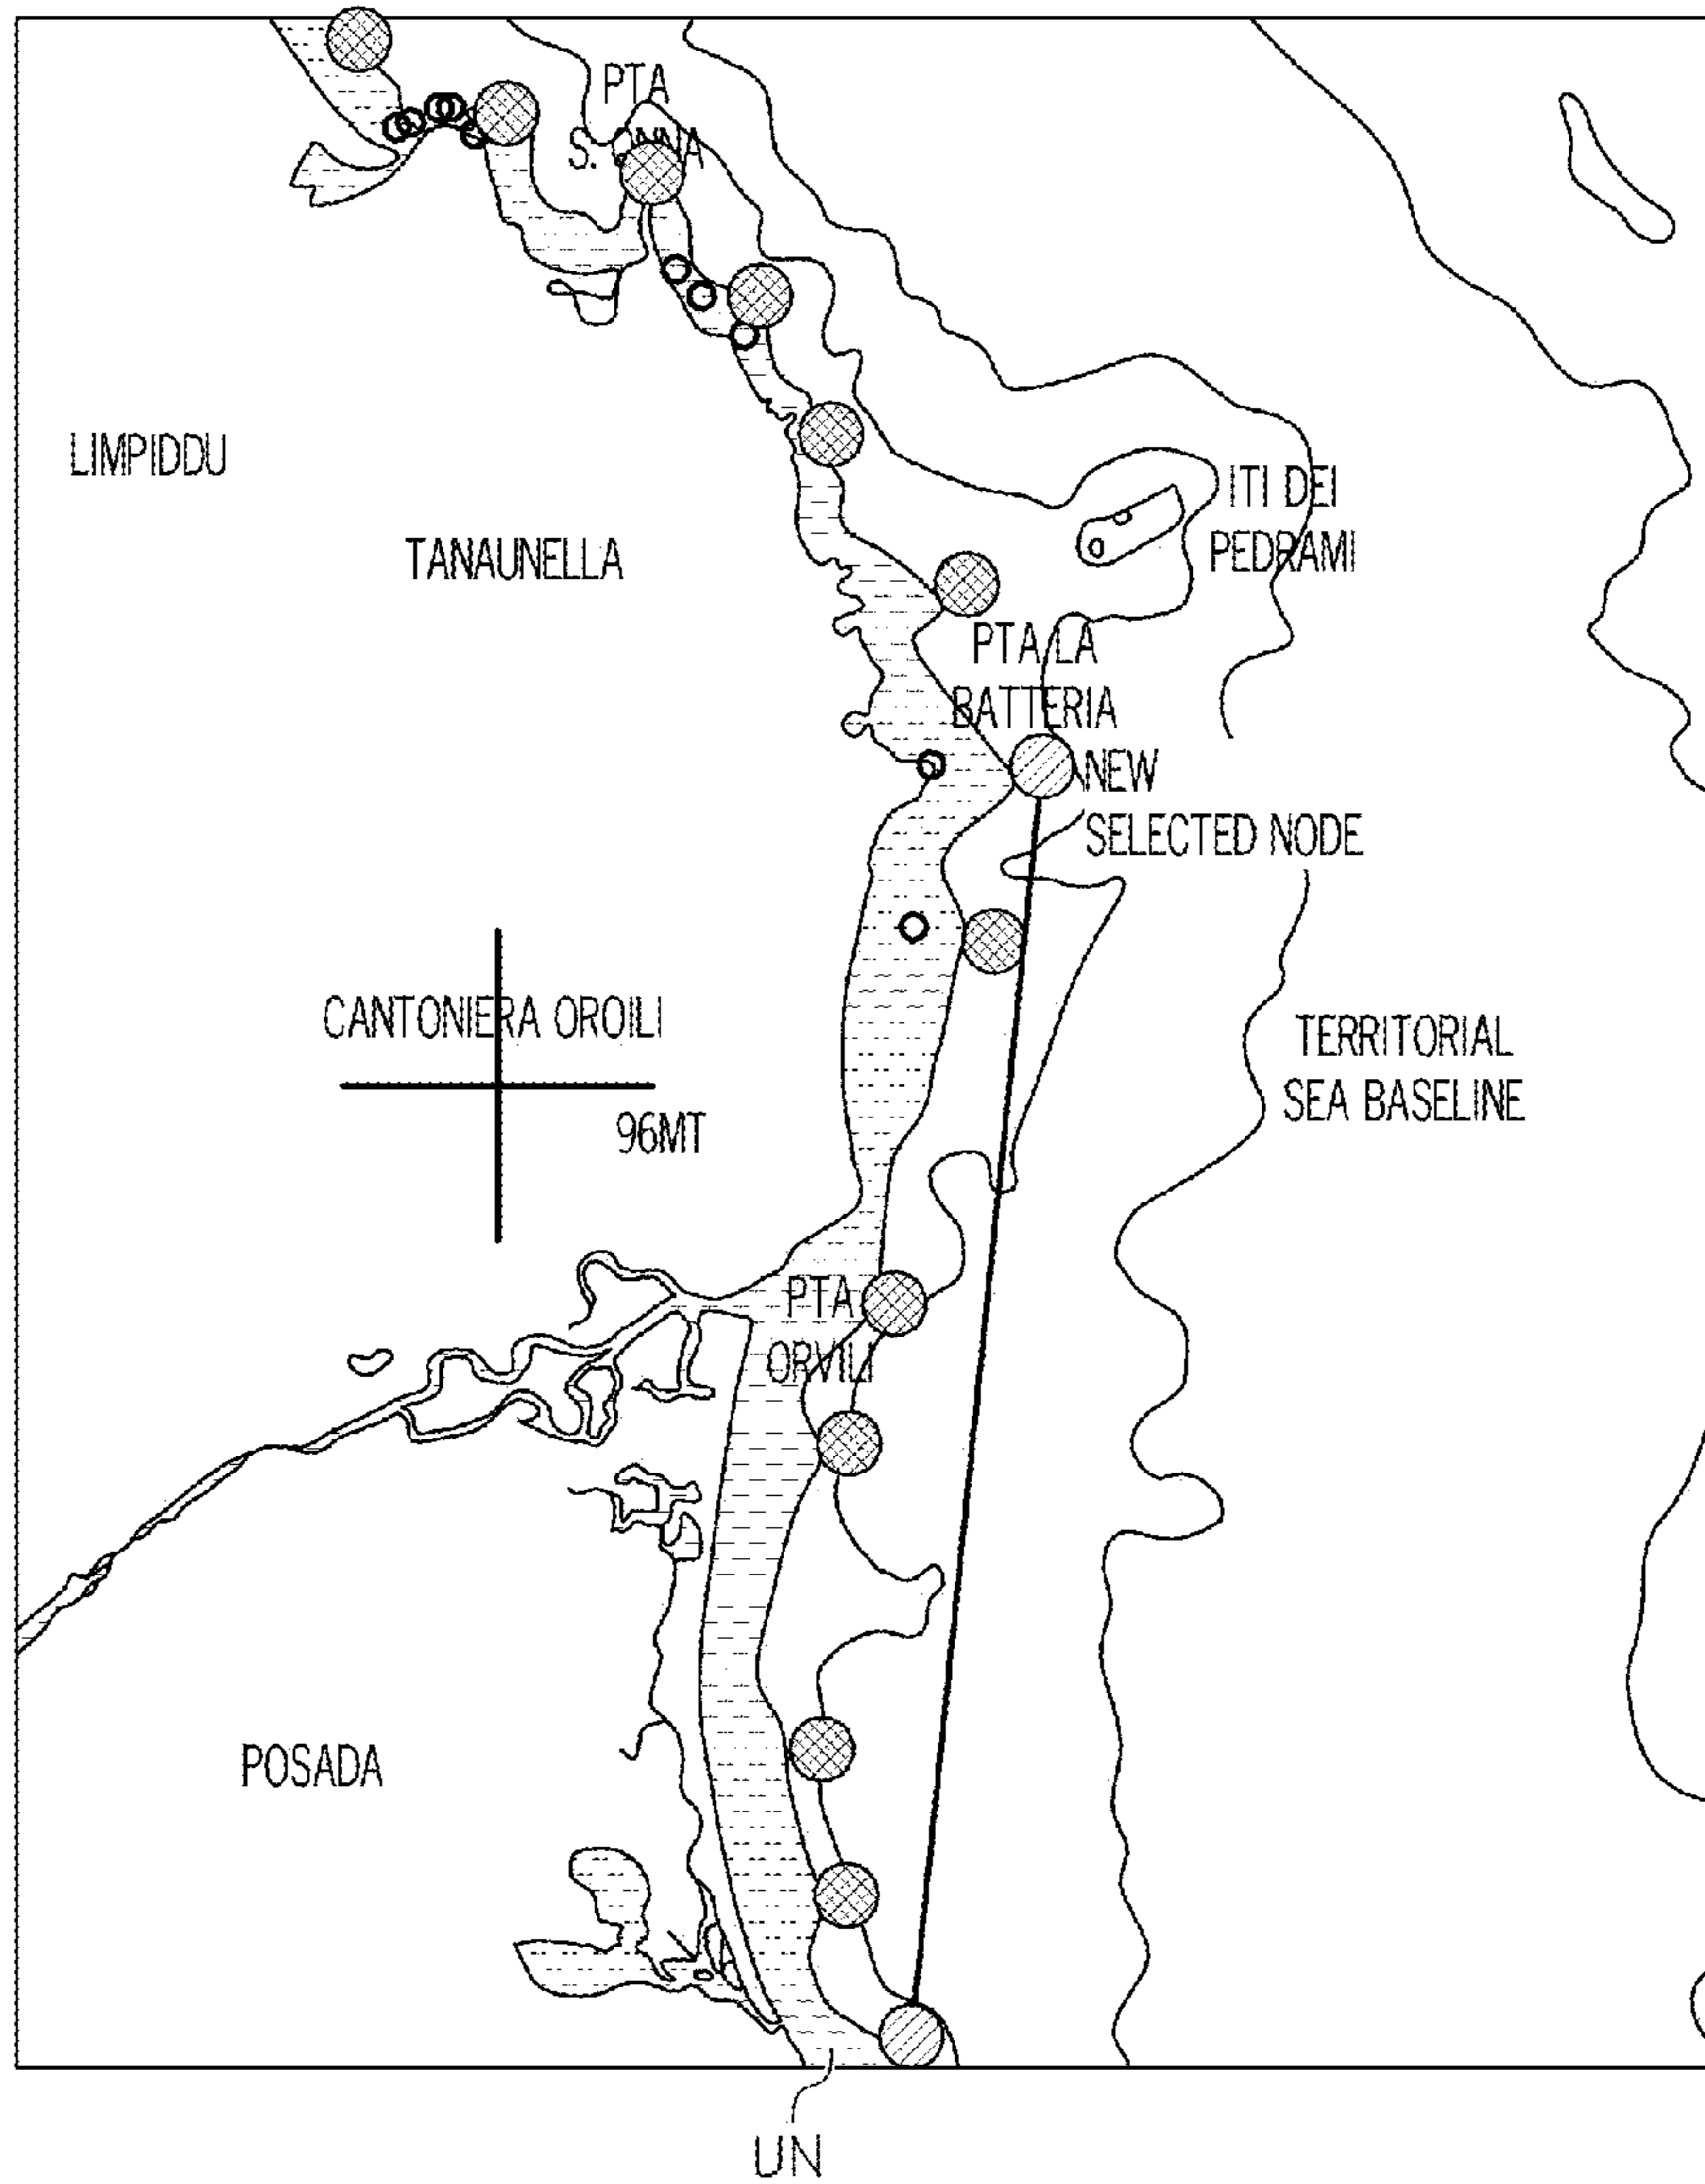 PTA
S. ANNA
LIMPIDDU
ITI DEI
PEDRAMI
TANAUNELLA
PTA LA
BATTERIA
NEW
SELECTED NODE
CANTONIERA OROILI
TERRITORIAL
SEA BASELINE
96MT
PTA
ORVILI
POSADA
UN